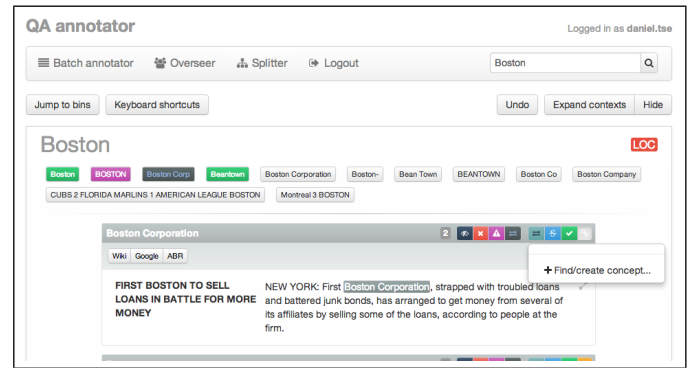 QA annotator
Logged in as daniel.tse
Batch annotator Overseer Splitter Logout Boston
Jump to bins Keyboard shortcuts Undo Expand contexts Hide
Boston LOC
Boston BOSTON Boston Corp Beantown Boston Corporation Boston- Bean Town BEANTOWN Boston Co Boston Company
CUBS 2 FLORIDA MARLINS 1 AMERICAN LEAGUE BOSTON Montreal 3 BOSTON
Boston Corporation 2
Wiki Google ABR
+ Find/create concept...
FIRST BOSTON TO SELL
LOANS IN BATTLE FOR MORE
MONEY
NEW YORK: First Boston Corporation, strapped with troubled loans
and battered junk bonds, has arranged to get money from several of
its affiliates by selling some of the loans, according to people at the
firm.